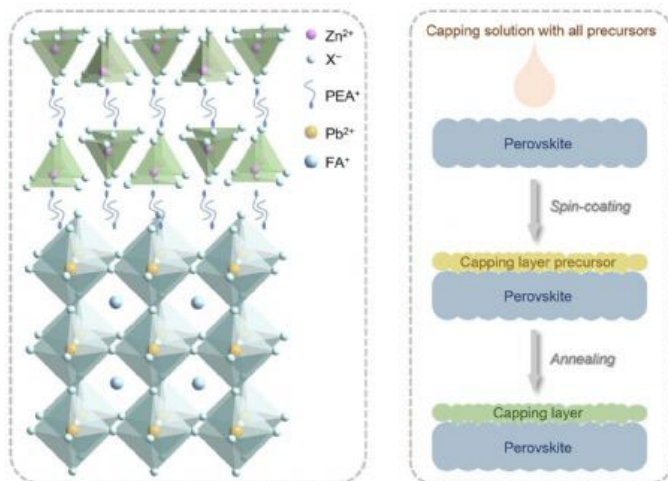 Zn²⁺
X⁻
PEA⁺
Pb²⁺
FA⁺
Capping solution with all precursors
Perovskite
Spin-coating
Capping layer precursor
Perovskite
Annealing
Capping layer
Perovskite